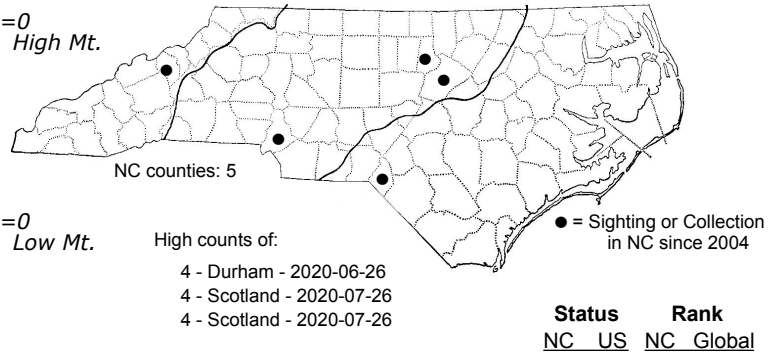 =0
High Mt.
NC counties: 5
=0
Low Mt.
High counts of:
4 - Durham - 2020-06-26
4 - Scotland - 2020-07-26
4 - Scotland - 2020-07-26
● = Sighting or Collection
in NC since 2004
Status Rank
NC US NC Global